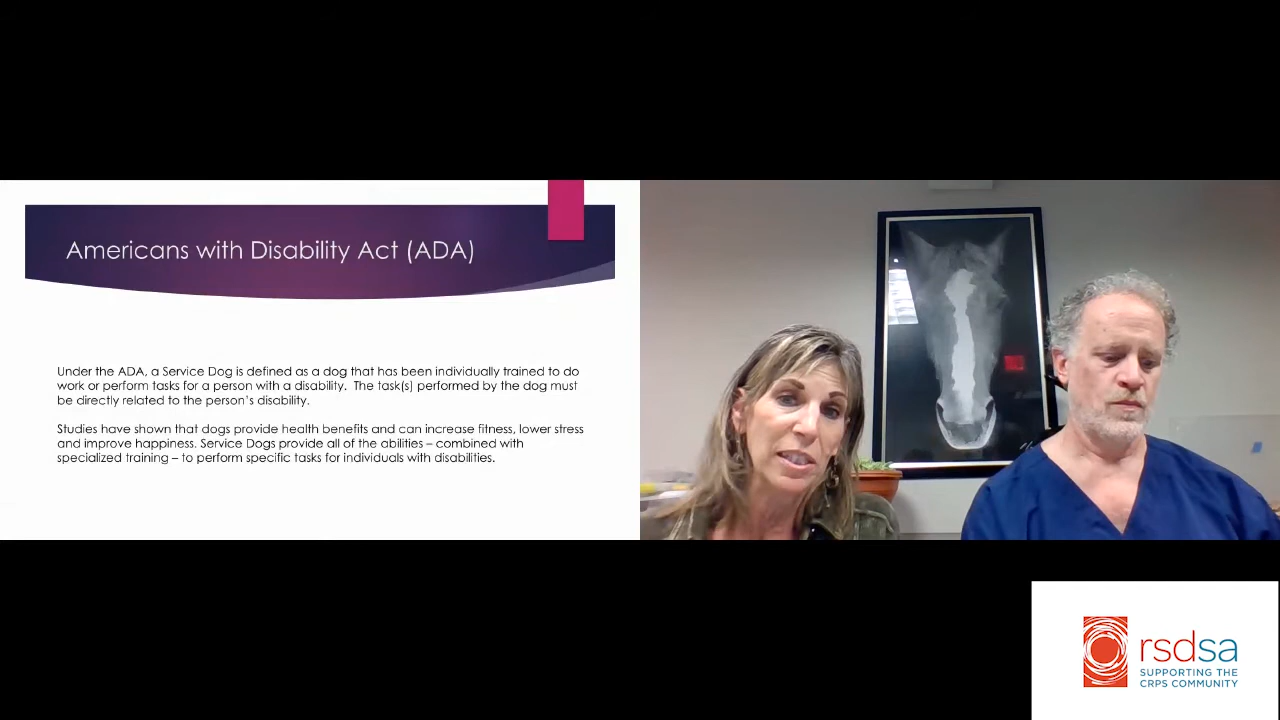 Americans with Disability Act (ADA)
Under the ADA, a Service Dog is defined as a dog that has been individually trained to do
work or perform tasks for a person with a disability.  The task(s) performed by the dog must
be directly related to the person's disability.
Studies have shown that dogs provide health benefits and can increase fitness, lower stress
and improve happiness. Service Dogs provide all of the abilities – combined with
specialized training – to perform specific tasks for individuals with disabilities.
rsdsa
SUPPORTING THE
CRPS COMMUNITY